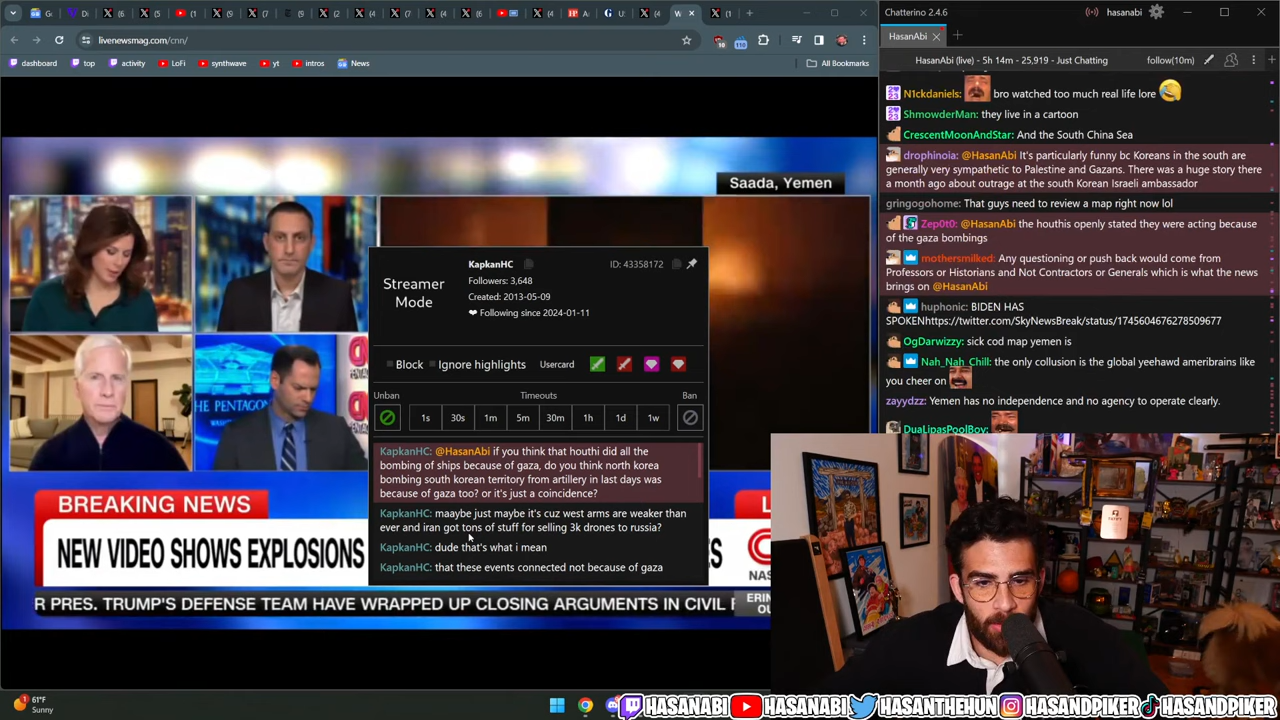 livenewsmag.com/cnn/
dashboard
top
activity
LoFi
synthwave
yt
intros
News
All Bookmarks
Saada, Yemen
Streamer
Mode
KapkanHC
ID: 43358172
Followers: 3,648
Created: 2013-05-09
❤ Following since 2024-01-11
Block
Ignore highlights
Usercard
Unban
Timeouts
Ban
1s
30s
1m
5m
30m
1h
1d
1w
KapkanHC: @HasanAbi if you think that houthi did all the
bombing of ships because of gaza, do you think north korea
bombing south korean territory from artillery in last days was
because of gaza too? or it's just a coincidence?
KapkanHC: maaybe just maybe it's cuz west arms are weaker than
ever and iran got tons of stuff for selling 3k drones to russia?
KapkanHC: dude that's what i mean
KapkanHC: that these events connected not because of gaza
THE PENTAGON
BREAKING NEWS
NEW VIDEO SHOWS EXPLOSIONS
R PRES. TRUMP'S DEFENSE TEAM HAVE WRAPPED UP CLOSING ARGUMENTS IN CIVIL F
ERIN
OU
NAS
61°F
Sunny
Chatterino 2.4.6
hasanabi
HasanAbi
HasanAbi (live) - 5h 14m - 25,919 - Just Chatting
follow(10m)
N1ckdaniels: bro watched too much real life lore
ShmowderMan: they live in a cartoon
CrescentMoonAndStar: And the South China Sea
drophinoia: @HasanAbi It's particularly funny bc Koreans in the south are
generally very sympathetic to Palestine and Gazans. There was a huge story there
a month ago about outrage at the south Korean Israeli ambassador
gringogohome: That guys need to review a map right now lol
Zep0t0: @HasanAbi the houthis openly stated they were acting because
of the gaza bombings
mothersmilked: Any questioning or push back would come from
Professors or Historians and Not Contractors or Generals which is what the news
brings on @HasanAbi
huphonic: BIDEN HAS
SPOKENhttps://twitter.com/SkyNewsBreak/status/1745604676278509677
OgDarwizzy: sick cod map yemen is
Nah_Nah_Chill: the only collusion is the global yeehawd ameribrains like
you cheer on
zayydzz: Yemen has no independence and no agency to operate clearly.
DuaLipasPoolBoy:
HASANABI
HASANABI
HASANTHEHUN
HASANDPIKER
HASANDPIKER